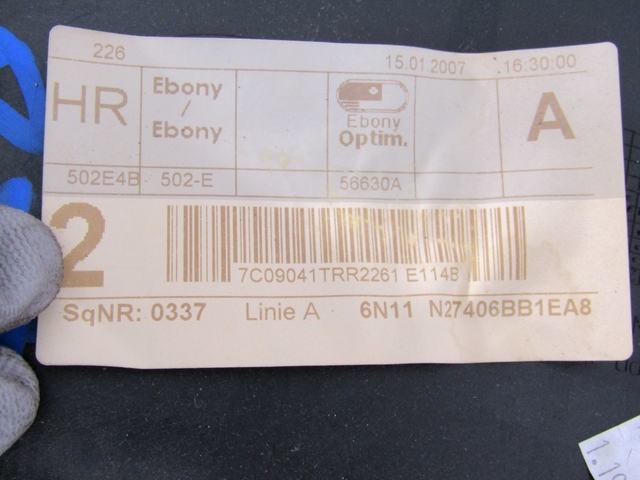 226 15.01.2007 16:30:00
HR Ebony / Ebony Ebony Optim. A
502E4B 502-E 56630A
2
7C09041TRR2261 E114B
SqNR: 0337 Linie A 6N11 N27406BB1EA8